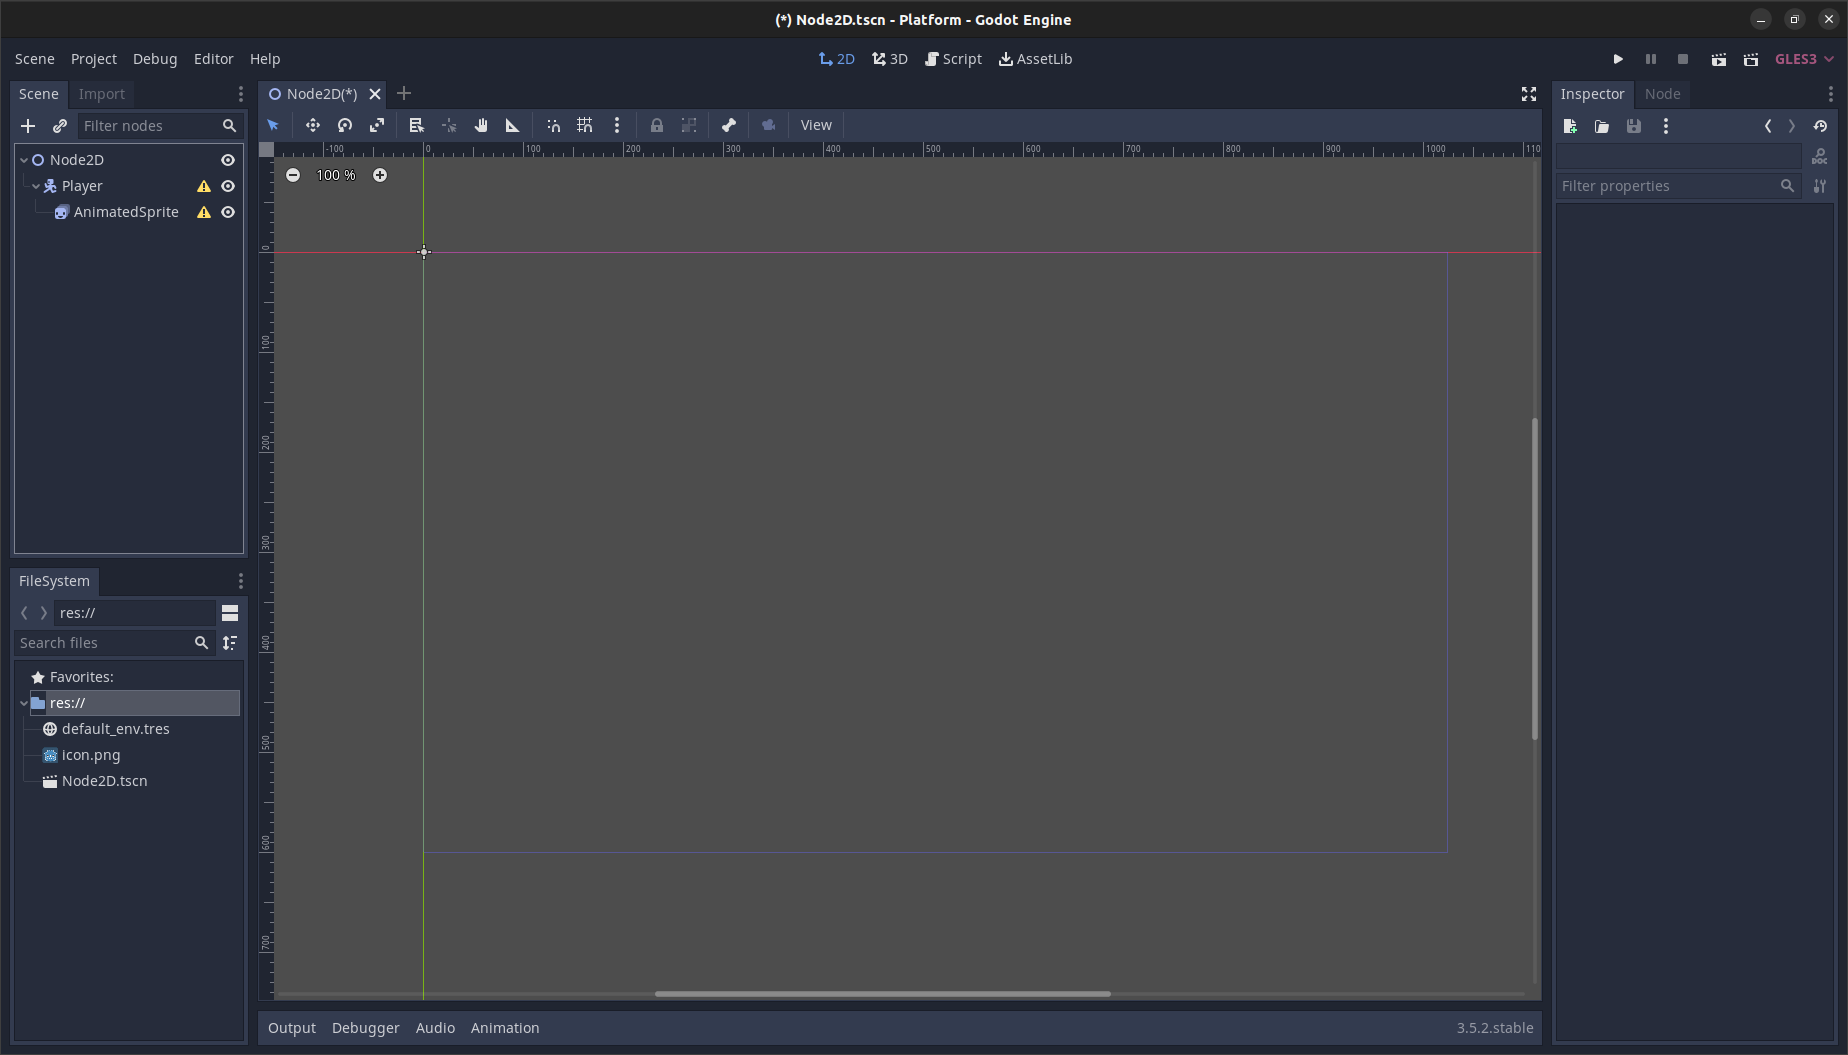 (*) Node2D.tscn - Platform - Godot Engine
Scene Project Debug Editor Help
2D 3D Script AssetLib
GLES3
Scene Import
Node2D(*)
Inspector Node
Filter nodes
View
Node2D
Player
AnimatedSprite
-100 0 100 200 300 400 500 600 700 800 900 1000 110
100 %
0
100
200
300
400
500
600
700
DOC
Filter properties
FileSystem
res://
Search files
Favorites:
res://
default_env.tres
icon.png
Node2D.tscn
Output Debugger Audio Animation
3.5.2.stable